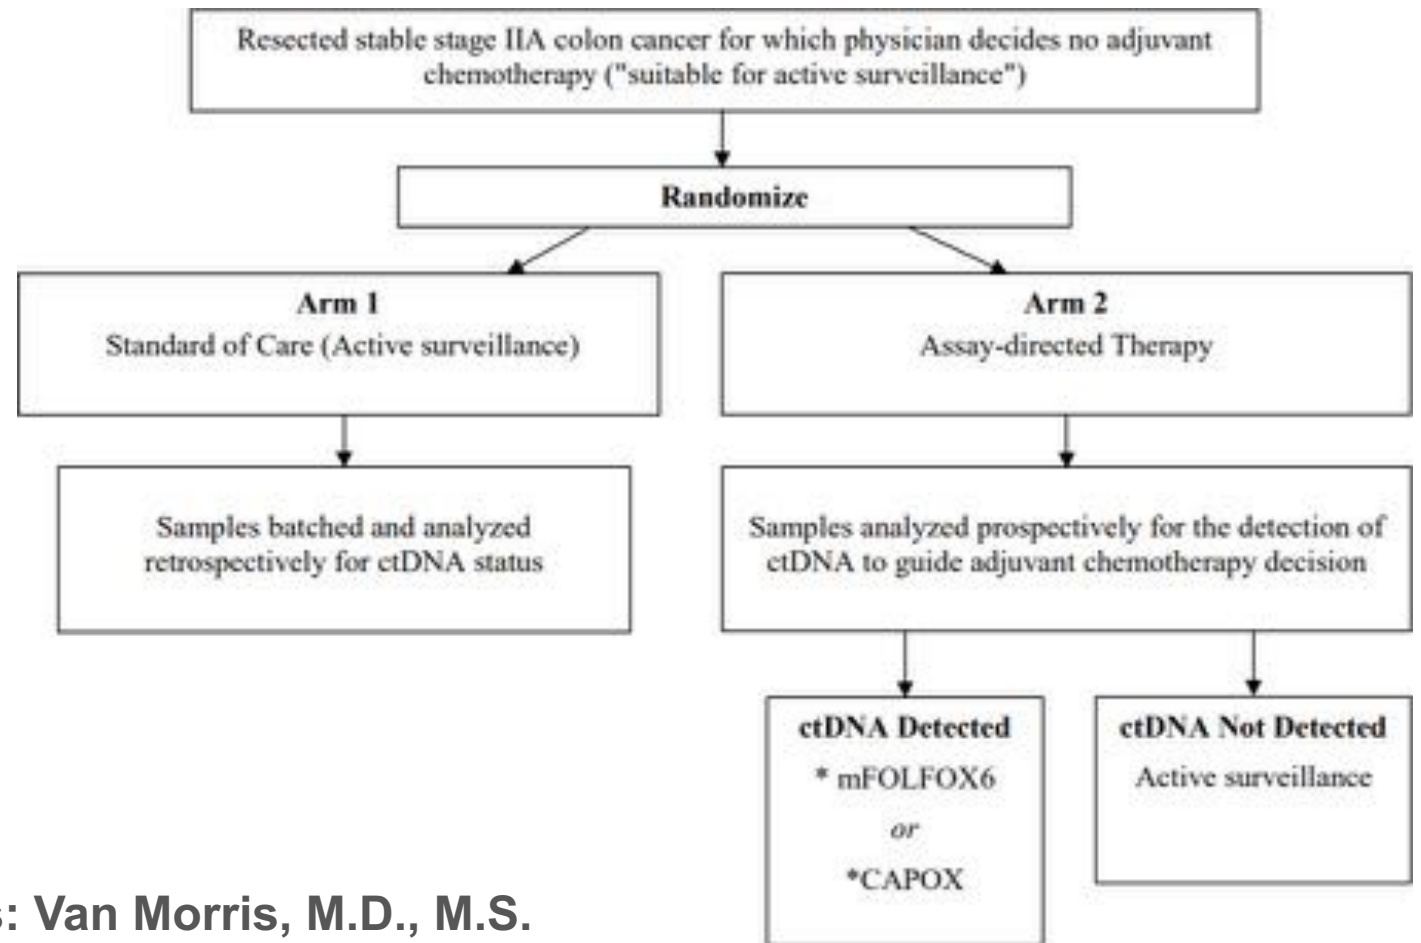 Resected stable stage IIA colon cancer for which physician decides no adjuvant
chemotherapy ("suitable for active surveillance")
Randomize
Arm 1
Standard of Care (Active surveillance)
Arm 2
Assay-directed Therapy
Samples batched and analyzed
retrospectively for ctDNA status
Samples analyzed prospectively for the detection of
ctDNA to guide adjuvant chemotherapy decision
ctDNA Detected
* mFOLFOX6
or
*CAPOX
ctDNA Not Detected
Active surveillance
: Van Morris, M.D., M.S.